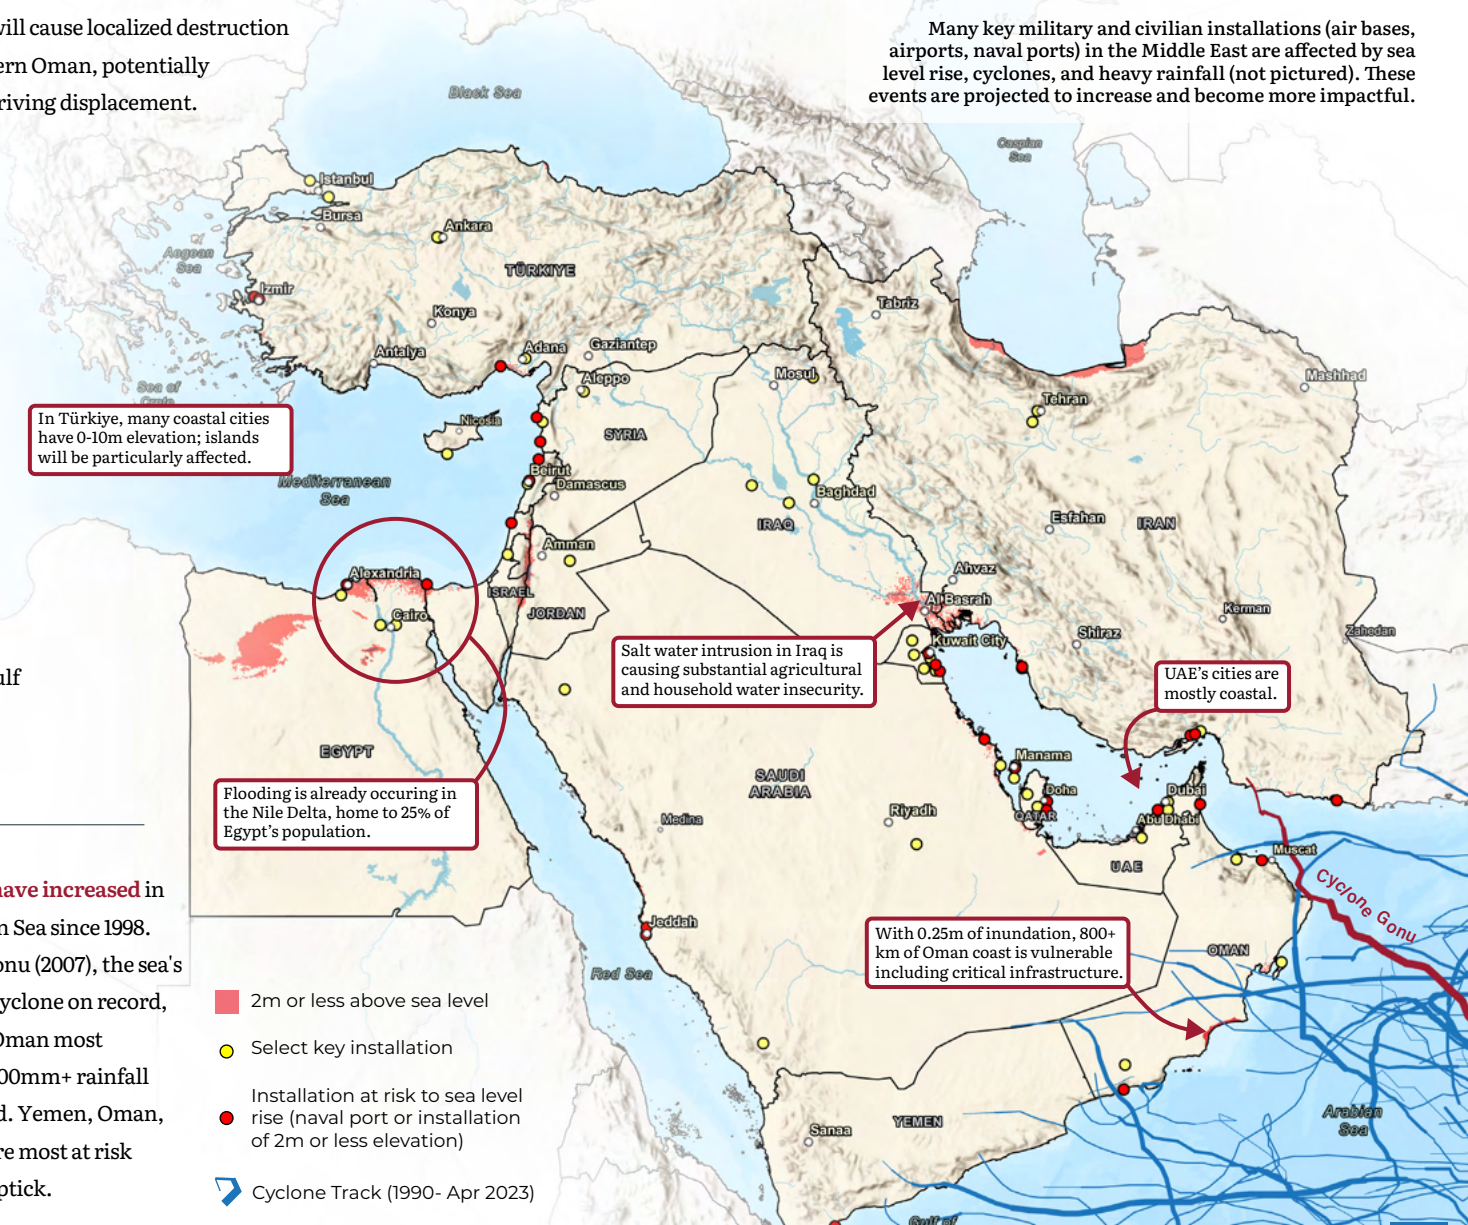 will cause localized destruction
ern Oman, potentially
riving displacement.
Many key military and civilian installations (air bases,
airports, naval ports) in the Middle East are affected by sea
level rise, cyclones, and heavy rainfall (not pictured). These
events are projected to increase and become more impactful.
Black Sea
Caspian
Sea
Istanbul
Bursa
Ankara
Aegean
Sea
TÜRKIYE
Izmir
Konya
Tabriz
Antalya
Adana
Gaziantep
Aleppo
Mosul
Mashhad
Sea of
Crete
Tehran
In Türkiye, many coastal cities
have 0-10m elevation; islands
will be particularly affected.
Nicosia
SYRIA
Mediterranean
Sea
Beirut
Damascus
Baghdad
IRAQ
Esfahan
IRAN
Amman
Alexandria
ISRAEL
JORDAN
Ahvaz
Al Basrah
Cairo
Kerman
Shiraz
Zahedan
Kuwait City
Salt water intrusion in Iraq is
causing substantial agricultural
and household water insecurity.
UAE's cities are
mostly coastal.
ulf
EGYPT
Manama
SAUDI
ARABIA
Doha
QATAR
Dubai
Abu Dhabi
Flooding is already occuring in
the Nile Delta, home to 25% of
Egypt's population.
Medina
Riyadh
Muscat
UAE
Cyclone Gonu
have increased in
n Sea since 1998.
onu (2007), the sea's
yclone on record,
Oman most
00mm+ rainfall
d. Yemen, Oman,
re most at risk
ptick.
Jeddah
With 0.25m of inundation, 800+
km of Oman coast is vulnerable
including critical infrastructure.
OMAN
Red Sea
2m or less above sea level
Select key installation
Installation at risk to sea level
rise (naval port or installation
of 2m or less elevation)
Cyclone Track (1990- Apr 2023)
Sanaa
YEMEN
Arabian
Sea
Gulf of